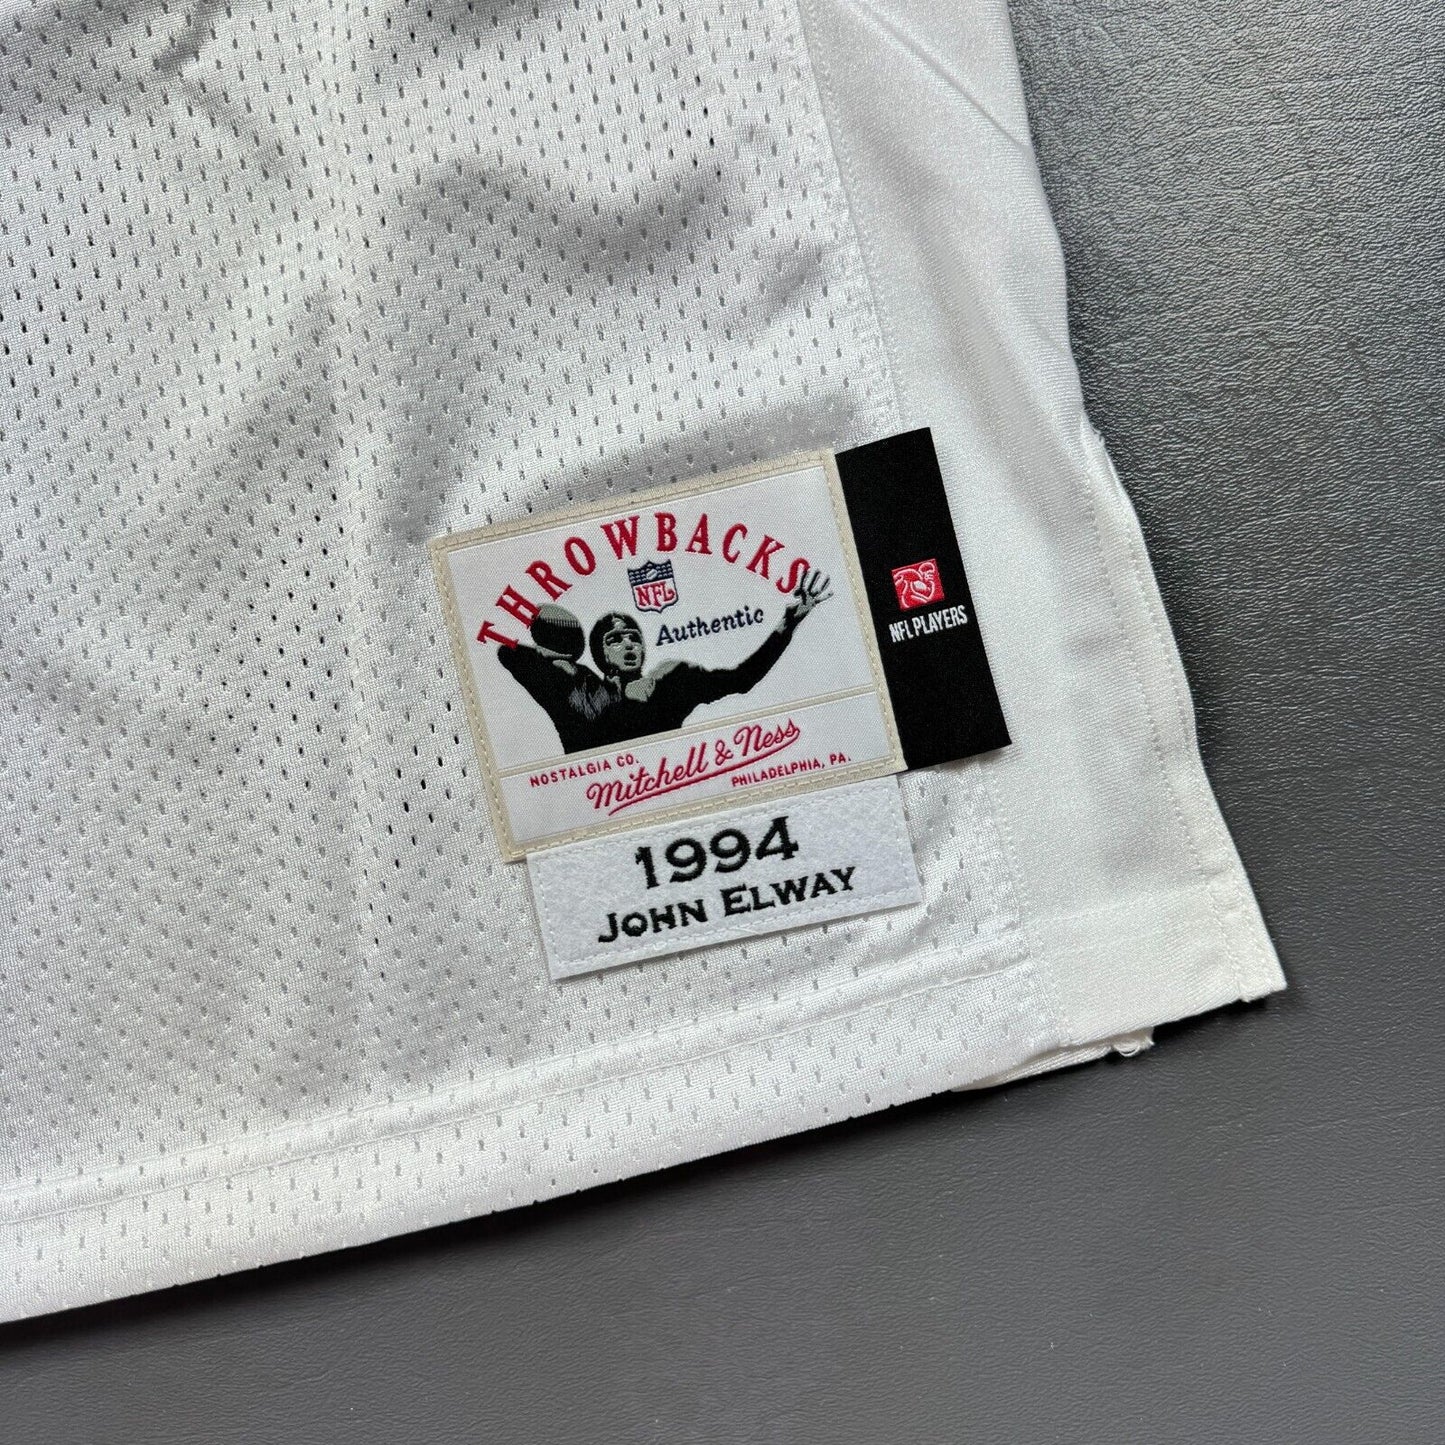 THROWBACKS
NFL
Authentic
NFL PLAYERS
NOSTALGIA CO.
Mitchell & Ness
PHILADELPHIA, PA.
1994
JOHN ELWAY